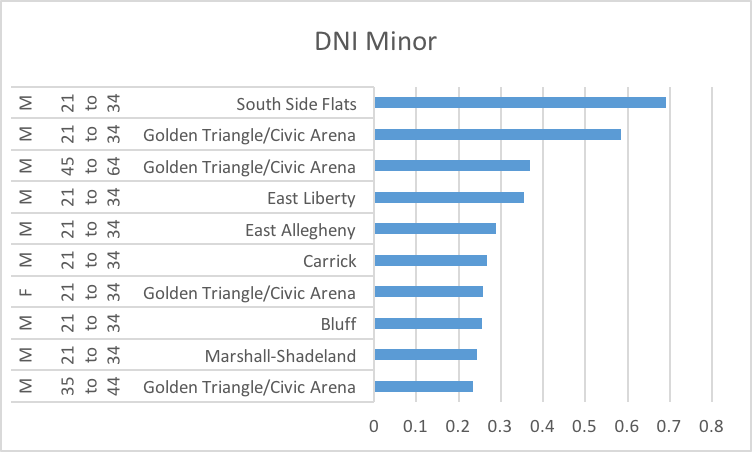 DNI Minor
M 21 to 34 South Side Flats
M 21 to 34 Golden Triangle/Civic Arena
M 45 to 64 Golden Triangle/Civic Arena
M 21 to 34 East Liberty
M 21 to 34 East Allegheny
M 21 to 34 Carrick
F 21 to 34 Golden Triangle/Civic Arena
M 21 to 34 Bluff
M 21 to 34 Marshall-Shadeland
M 35 to 44 Golden Triangle/Civic Arena
0 0.1 0.2 0.3 0.4 0.5 0.6 0.7 0.8